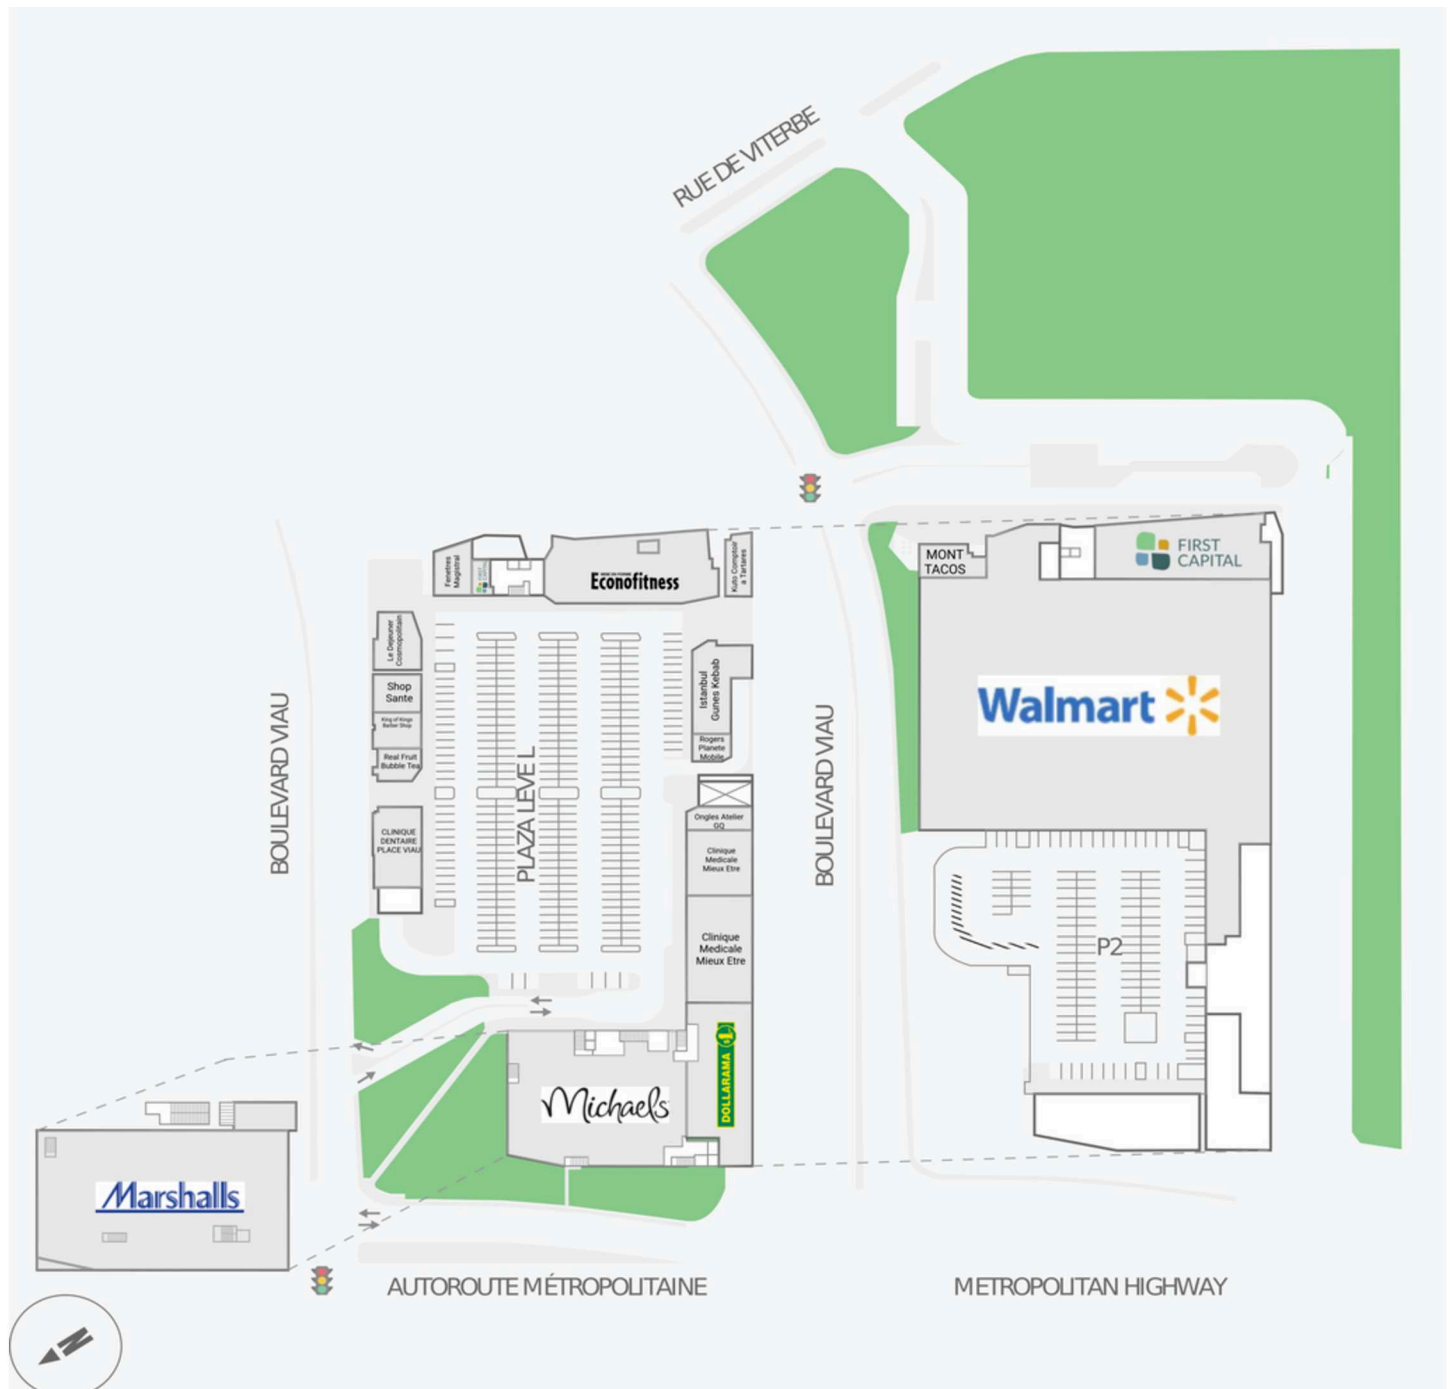 RUE DE VITERBE
Fenetres
Magistral
FIRST
CAPITAL
Econofitness
Kuto Comptoir
a Tartares
MONT
TACOS
FIRST
CAPITAL
Le Dejeuner
Cosmopolitain
Shop
Sante
King of Kings
Barber Shop
Real Fruit
Bubble Tea
CLINIQUE
DENTAIRE
PLACE VIAU
BOULEVARD VIAU
PLAZA LEVEL
Istanbul
Gunes Kebab
Rogers
Planete
Mobile
Ongles Atelier
GQ
Clinique
Medicale
Mieux Etre
Clinique
Medicale
Mieux Etre
BOULEVARD VIAU
Walmart
P2
Michaels
DOLLARAMA
Marshalls
AUTOROUTE MÉTROPOLITAINE
METROPOLITAN HIGHWAY
N